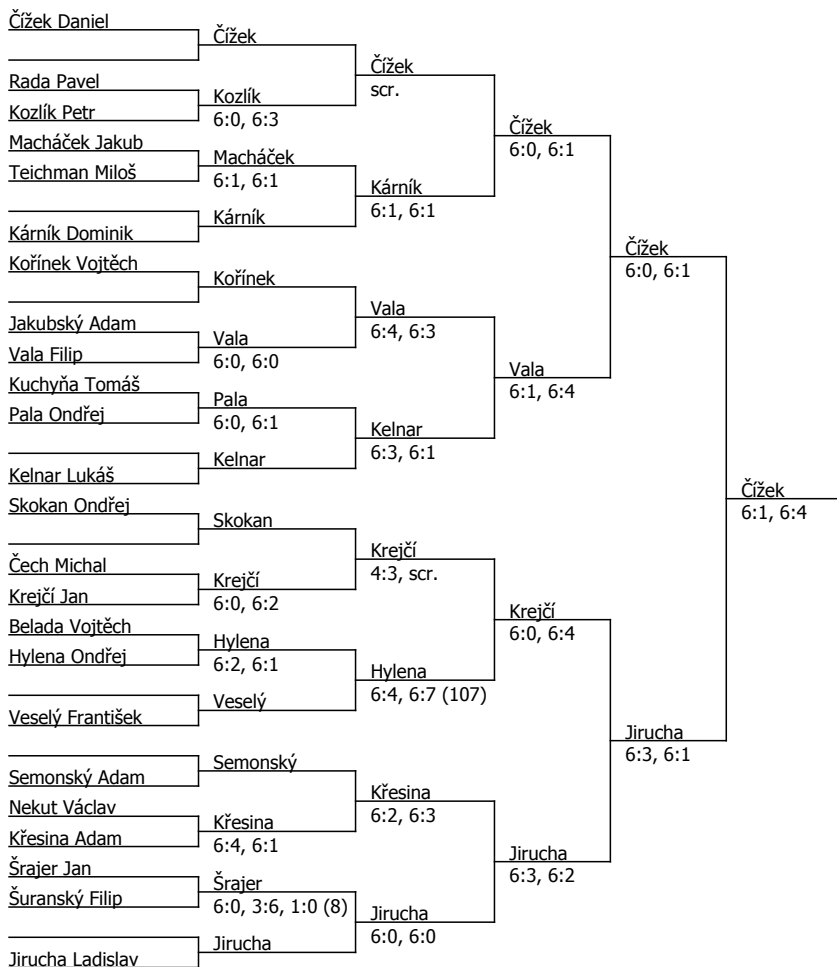 Čížek Daniel
Čížek
Čížek
scr.
Rada Pavel
Kozlík Petr
Kozlík
6:0, 6:3
Čížek
6:0, 6:1
Macháček Jakub
Teichman Miloš
Macháček
6:1, 6:1
Kárník
6:1, 6:1
Kárník
Kárník Dominik
Čížek
6:0, 6:1
Kořínek Vojtěch
Kořínek
Vala
6:4, 6:3
Jakubský Adam
Vala Filip
Vala
6:0, 6:0
Vala
6:1, 6:4
Kuchyňa Tomáš
Pala Ondřej
Pala
6:0, 6:1
Kelnar
6:3, 6:1
Kelnar
Kelnar Lukáš
Čížek
6:1, 6:4
Skokan Ondřej
Skokan
Krejčí
4:3, scr.
Čech Michal
Krejčí Jan
Krejčí
6:0, 6:2
Krejčí
6:0, 6:4
Belada Vojtěch
Hylena Ondřej
Hylena
6:2, 6:1
Hylena
6:4, 6:7 (107)
Veselý
Veselý František
Jirucha
6:3, 6:1
Semonský
Semonský Adam
Křesina
6:2, 6:3
Nekut Václav
Křesina Adam
Křesina
6:4, 6:1
Jirucha
6:3, 6:2
Šrajer Jan
Šuranský Filip
Šrajer
6:0, 3:6, 1:0 (8)
Jirucha
6:0, 6:0
Jirucha
Jirucha Ladislav